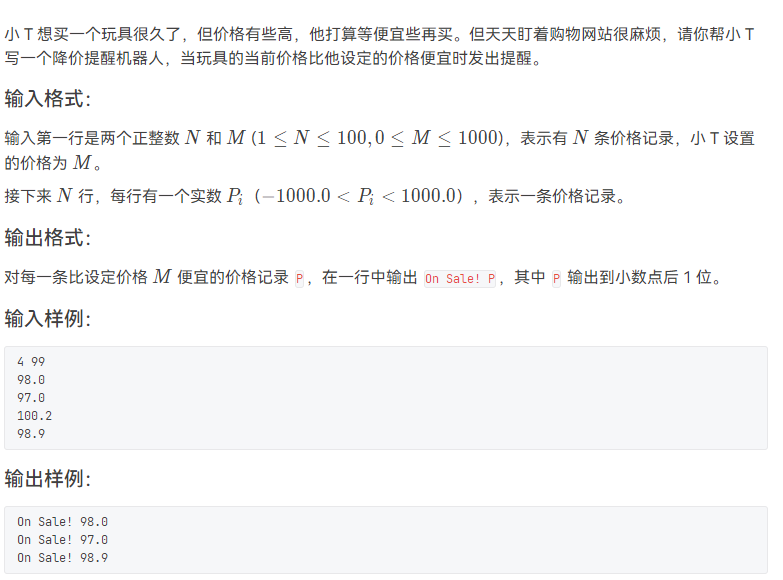 小 T 想买一个玩具很久了，但价格有些高，他打算等便宜些再买。但天天盯着购物网站很麻烦，请你帮小 T
写一个降价提醒机器人，当玩具的当前价格比他设定的价格便宜时发出提醒。
输入格式：
输入第一行是两个正整数 N 和 M (1 ≤ N ≤ 100, 0 ≤ M ≤ 1000)，表示有 N 条价格记录，小 T 设置
的价格为 M。
接下来 N 行，每行有一个实数 P_i（−1000.0 < P_i < 1000.0），表示一条价格记录。
输出格式：
对每一条比设定价格 M 便宜的价格记录 P，在一行中输出 On Sale! P，其中 P 输出到小数点后 1 位。
输入样例：
4 99
98.0
97.0
100.2
98.9
输出样例：
On Sale! 98.0
On Sale! 97.0
On Sale! 98.9